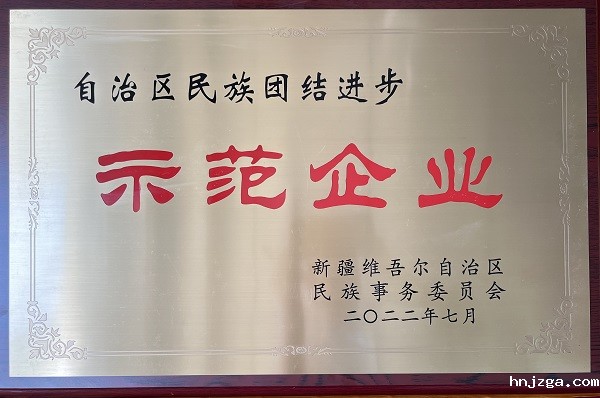 自治区民族团结进步
示范企业
新疆维吾尔自治区
民族事务委员会
二〇二二年七月
hnjzga.com